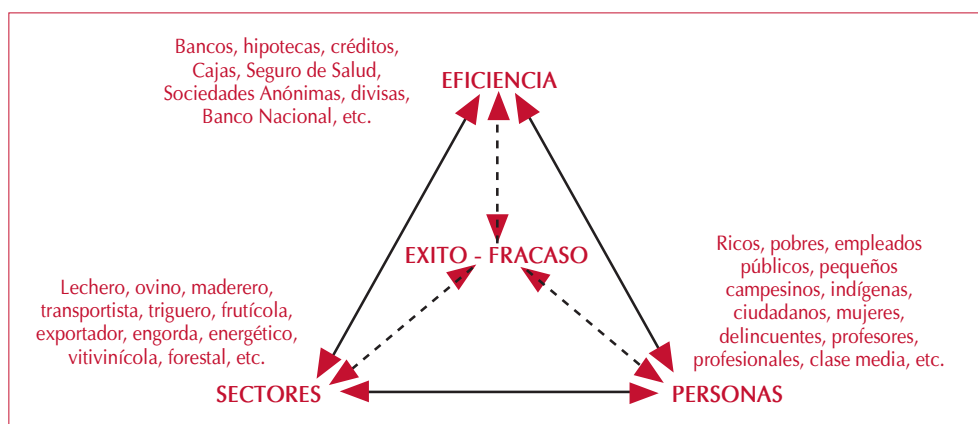 Bancos, hipotecas, créditos,
Cajas, Seguro de Salud,
Sociedades Anónimas, divisas,
Banco Nacional, etc.
EFICIENCIA
EXITO - FRACASO
Lechero, ovino, maderero,
transportista, triguero, frutícola,
exportador, engorda, energético,
vitivinícola, forestal, etc.
SECTORES
Ricos, pobres, empleados
públicos, pequeños
campesinos, indígenas,
ciudadanos, mujeres,
delincuentes, profesores,
profesionales, clase media, etc.
PERSONAS